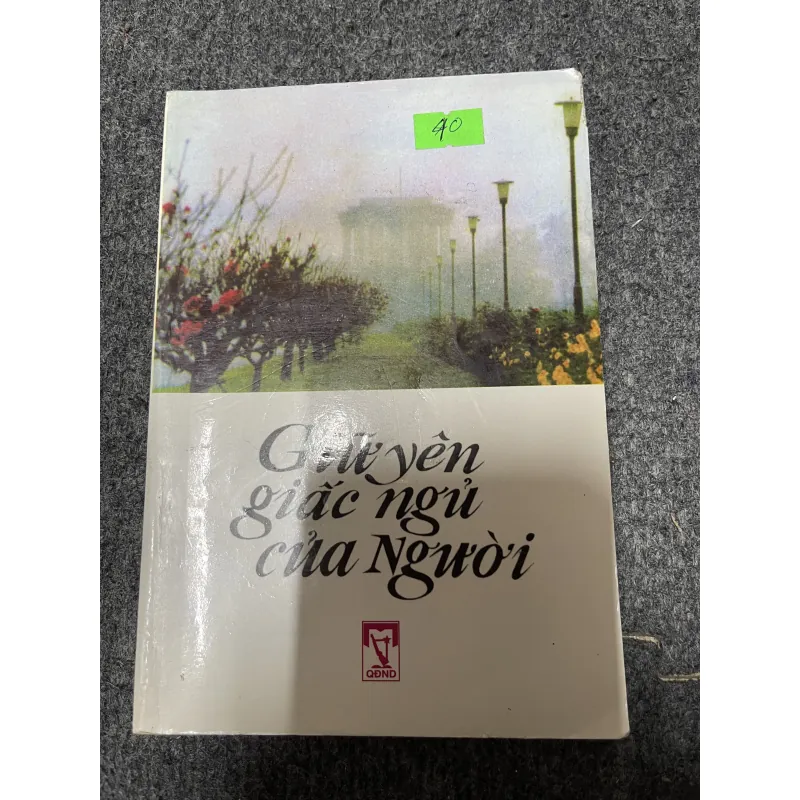 40
Giữ yên
giấc ngủ
của Người
QĐND